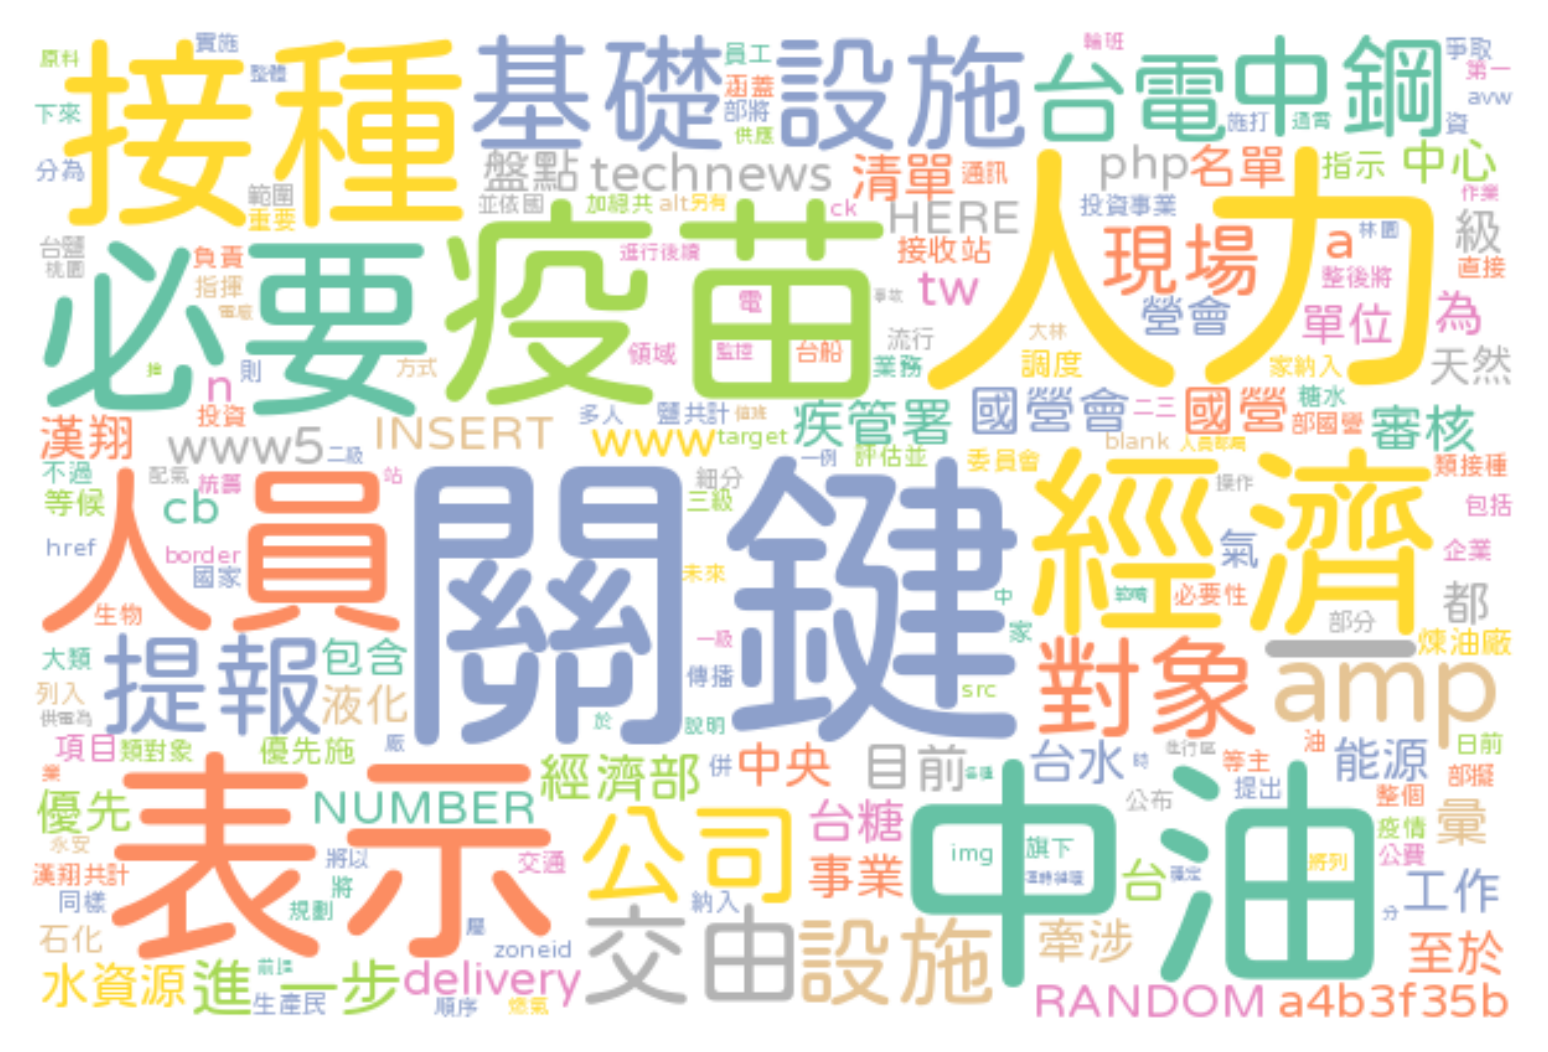 原料
實施
整體
接種
基礎設施
員工
涵蓋
部將
供應
輪班
台電
中鋼
爭取
第一
avw
資
下來
分為
範圍
重要
盤點
technews
清單
通訊
施打
php
名單
指示
中心
並依國
加總共
alt
另有
ck
HERE
投資事業
作業
級
林園
台鹽
桃園
負責
指揮
必要
疫苗
進行後續
接收站
人力
現場
a
整後將
直接
電
tw
營會
單位
為
流行
大林
天然
n
則
方式
領域
監控
台船
業務
調度
家納入
漢翔
投資
www5
二級
INSERT
多人
鹽共計
www
target
疾管署
國營會
二三
國營
糖水
部國營
審核
不過
配氣
統籌
站
細分
一例
評估並
委員會
blank
類接種
等候
cb
三級
操作
包括
href
border
國家
人員
關鍵
未來
經濟
氣
企業
生物
中
必要性
都
大類
提報
包含
一級
傳播
src
對象
部分
煉油廠
amp
列入
液化
於
說明
項目
類對象
優先施
廠
經濟部
併
中央
目前
台水
時
等主
油
能源
日前
業
表示
NUMBER
提出
部擬
優先
公司
台糖
中油
公布
整個
彙
永安
將以
交通
事業
img
旗下
台
將列
疫情
公費
漢翔共計
將
同樣
規劃
納入
工作
分
石化
屬
zoneid
交由
設施
牽涉
至於
水資源
進一步
delivery
生產民
順序
燃氣
RANDOM
a4b3f35b